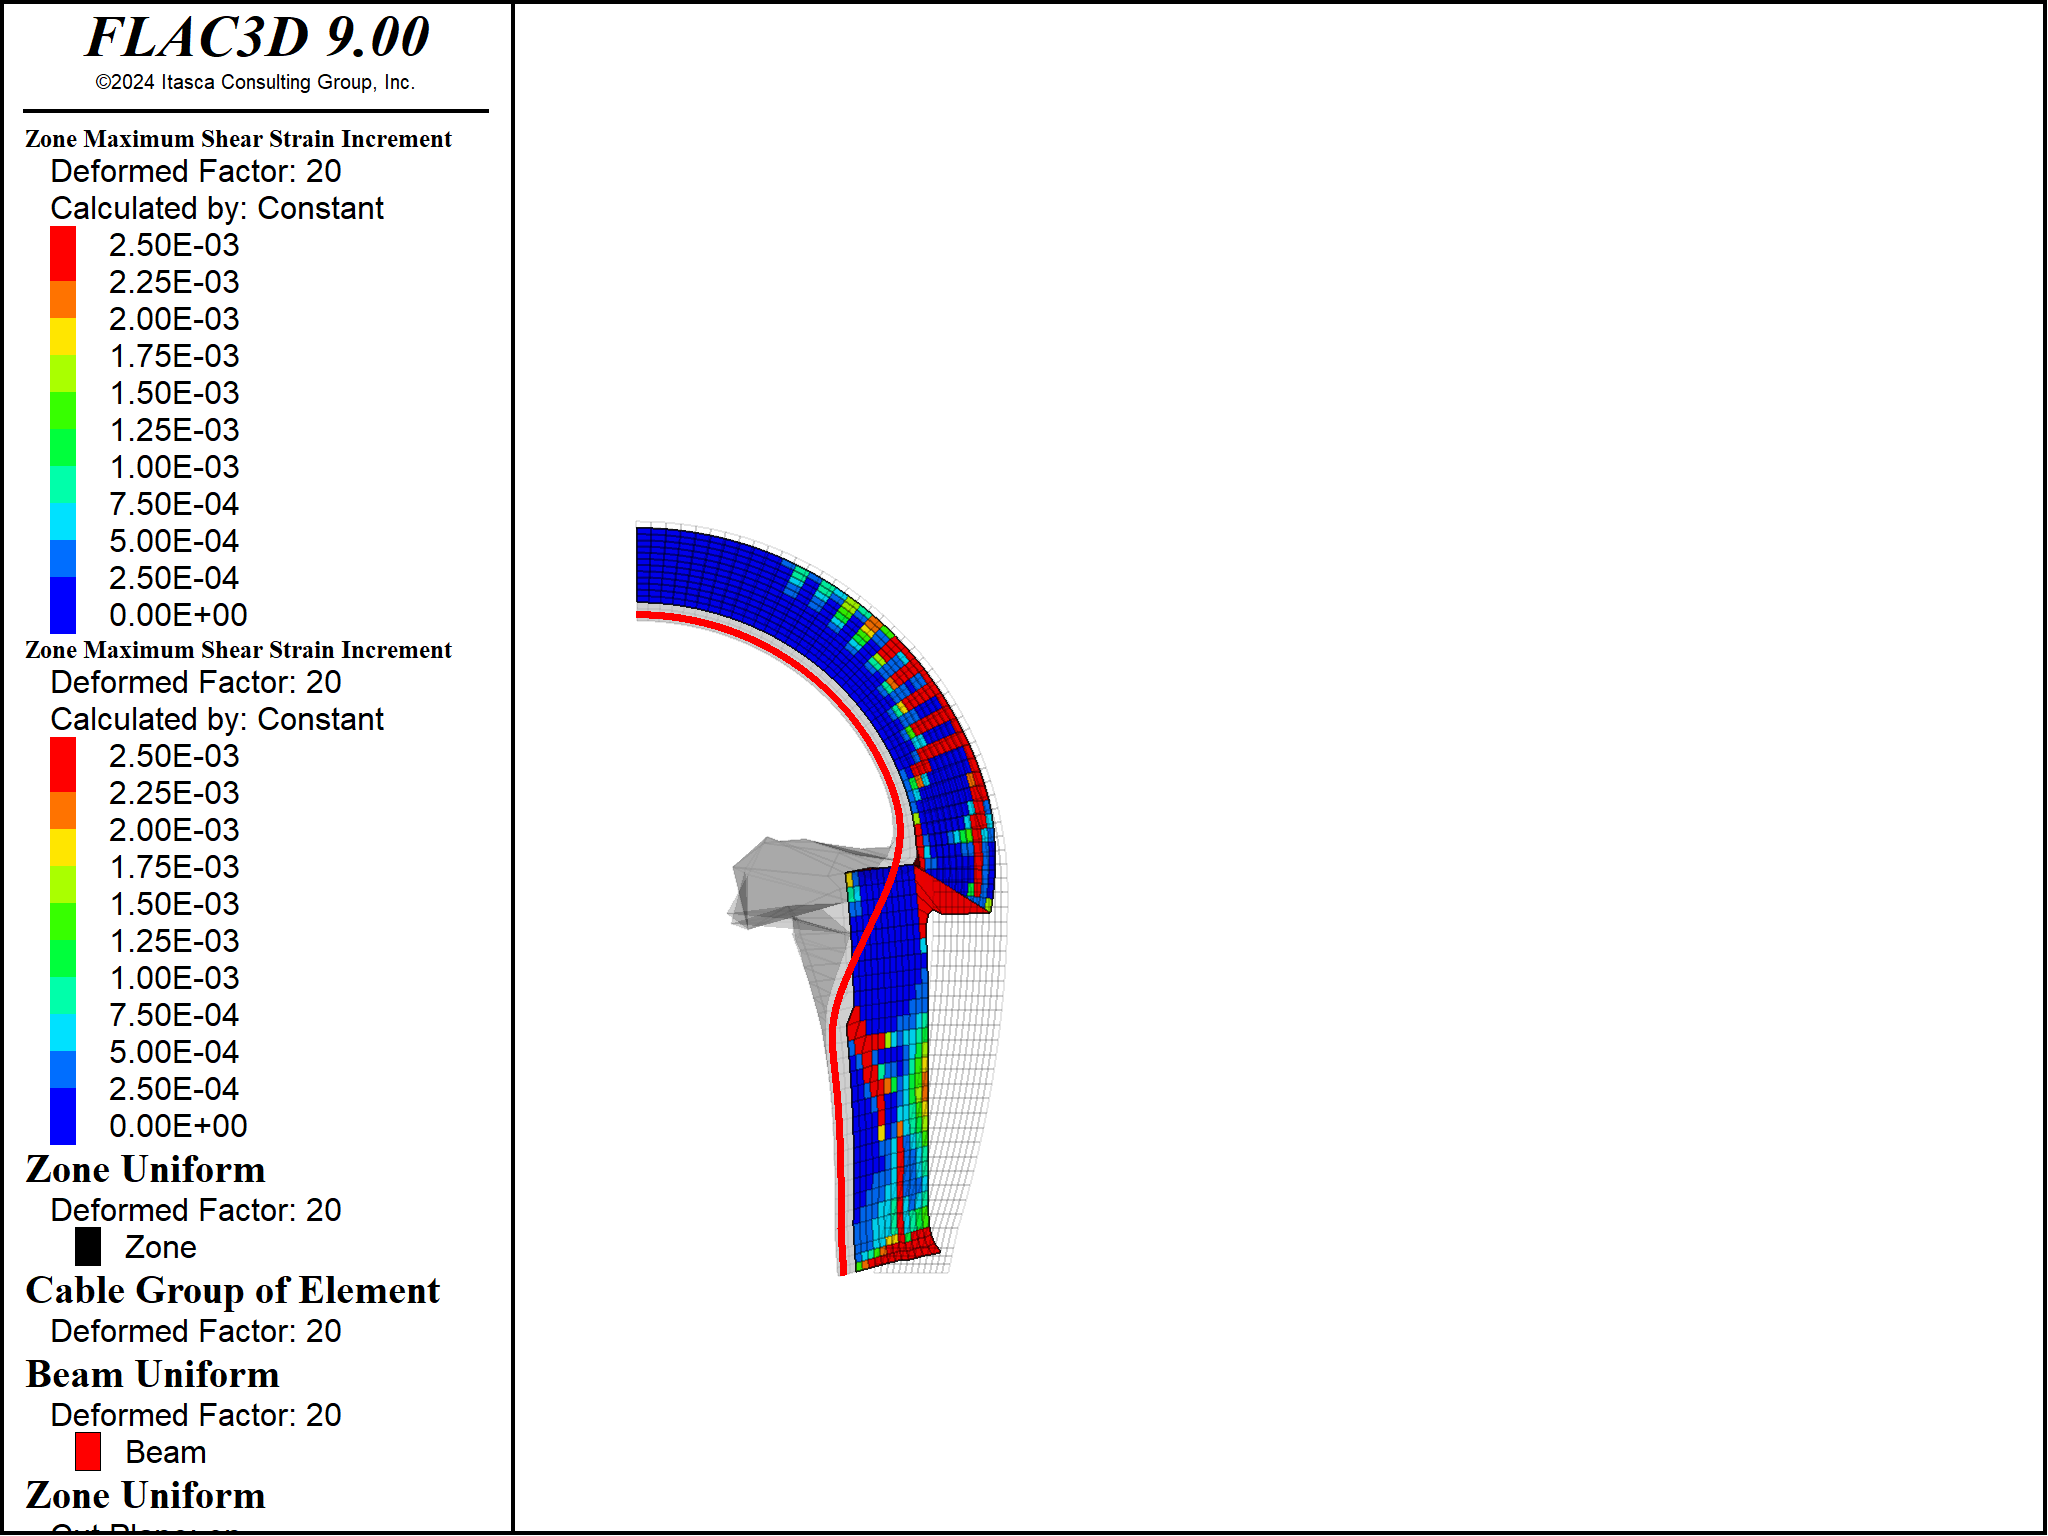 FLAC3D 9.00
©2024 Itasca Consulting Group, Inc.
Zone Maximum Shear Strain Increment
Deformed Factor: 20
Calculated by: Constant
2.50E-03
2.25E-03
2.00E-03
1.75E-03
1.50E-03
1.25E-03
1.00E-03
7.50E-04
5.00E-04
2.50E-04
0.00E+00
Zone Maximum Shear Strain Increment
Deformed Factor: 20
Calculated by: Constant
2.50E-03
2.25E-03
2.00E-03
1.75E-03
1.50E-03
1.25E-03
1.00E-03
7.50E-04
5.00E-04
2.50E-04
0.00E+00
Zone Uniform
Deformed Factor: 20
Zone
Cable Group of Element
Deformed Factor: 20
Beam Uniform
Deformed Factor: 20
Beam
Zone Uniform